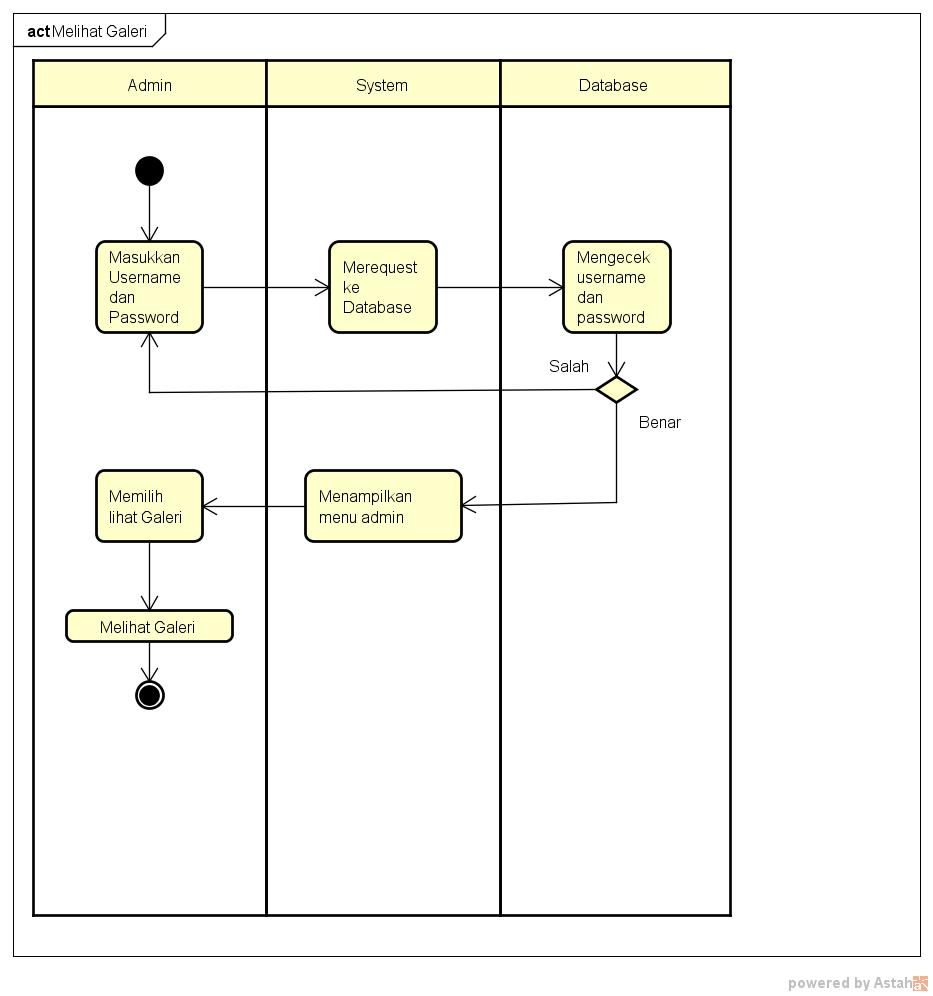 act Melihat Galeri
Admin
System
Database
Masukkan
Username
dan
Password
Merequest
ke
Database
Mengecek
username
dan
password
Salah
Benar
Memilih
lihat Galeri
Menampilkan
menu admin
Melihat Galeri
powered by Astah